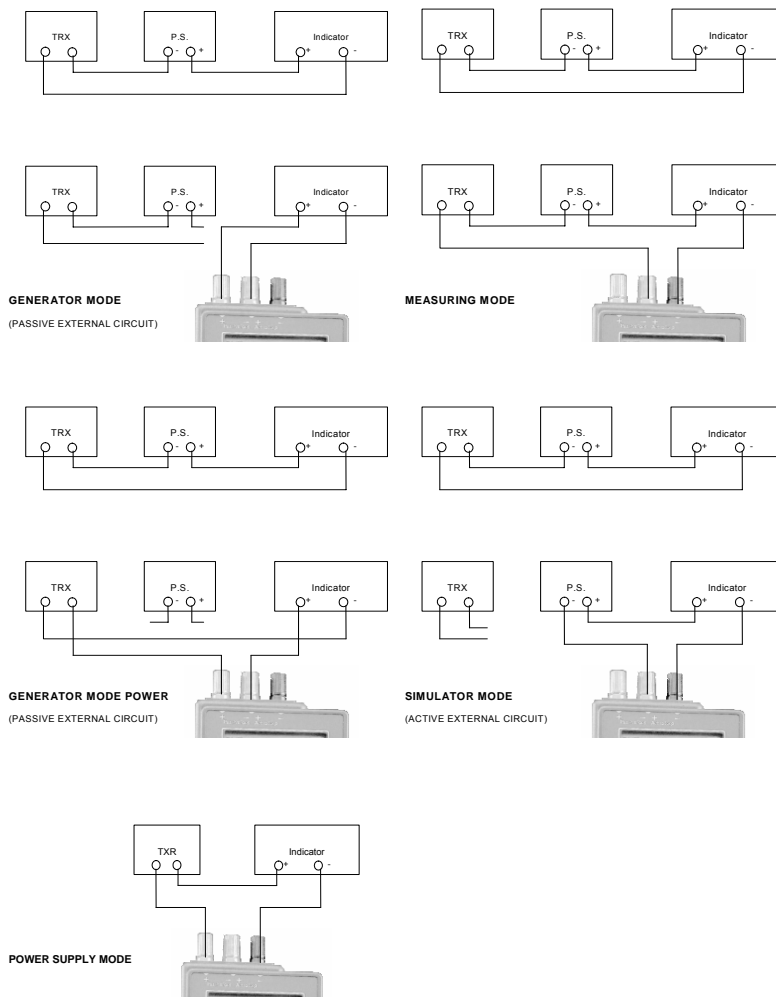 TRX P.S. Indicator
- + + -
TRX P.S. Indicator
- + + -
TRX P.S. Indicator
- + + -
GENERATOR MODE
(PASSIVE EXTERNAL CIRCUIT)
TRX P.S. Indicator
- + + -
MEASURING MODE
TRX P.S. Indicator
- + + -
TRX P.S. Indicator
- + + -
TRX P.S. Indicator
- + + -
GENERATOR MODE POWER
(PASSIVE EXTERNAL CIRCUIT)
TRX P.S. Indicator
- + + -
SIMULATOR MODE
(ACTIVE EXTERNAL CIRCUIT)
TXR Indicator
+ -
POWER SUPPLY MODE